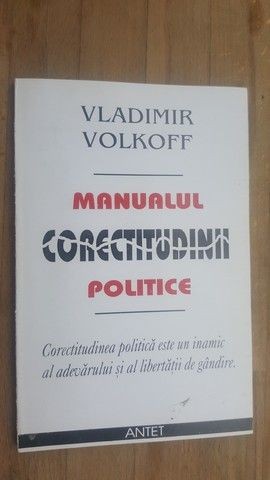 VLADIMIR
VOLKOFF
MANUALUL
CORECTITUDINII
POLITICE
Corectitudinea politică este un inamic
al adevărului și al libertății de gândire.
ANTET